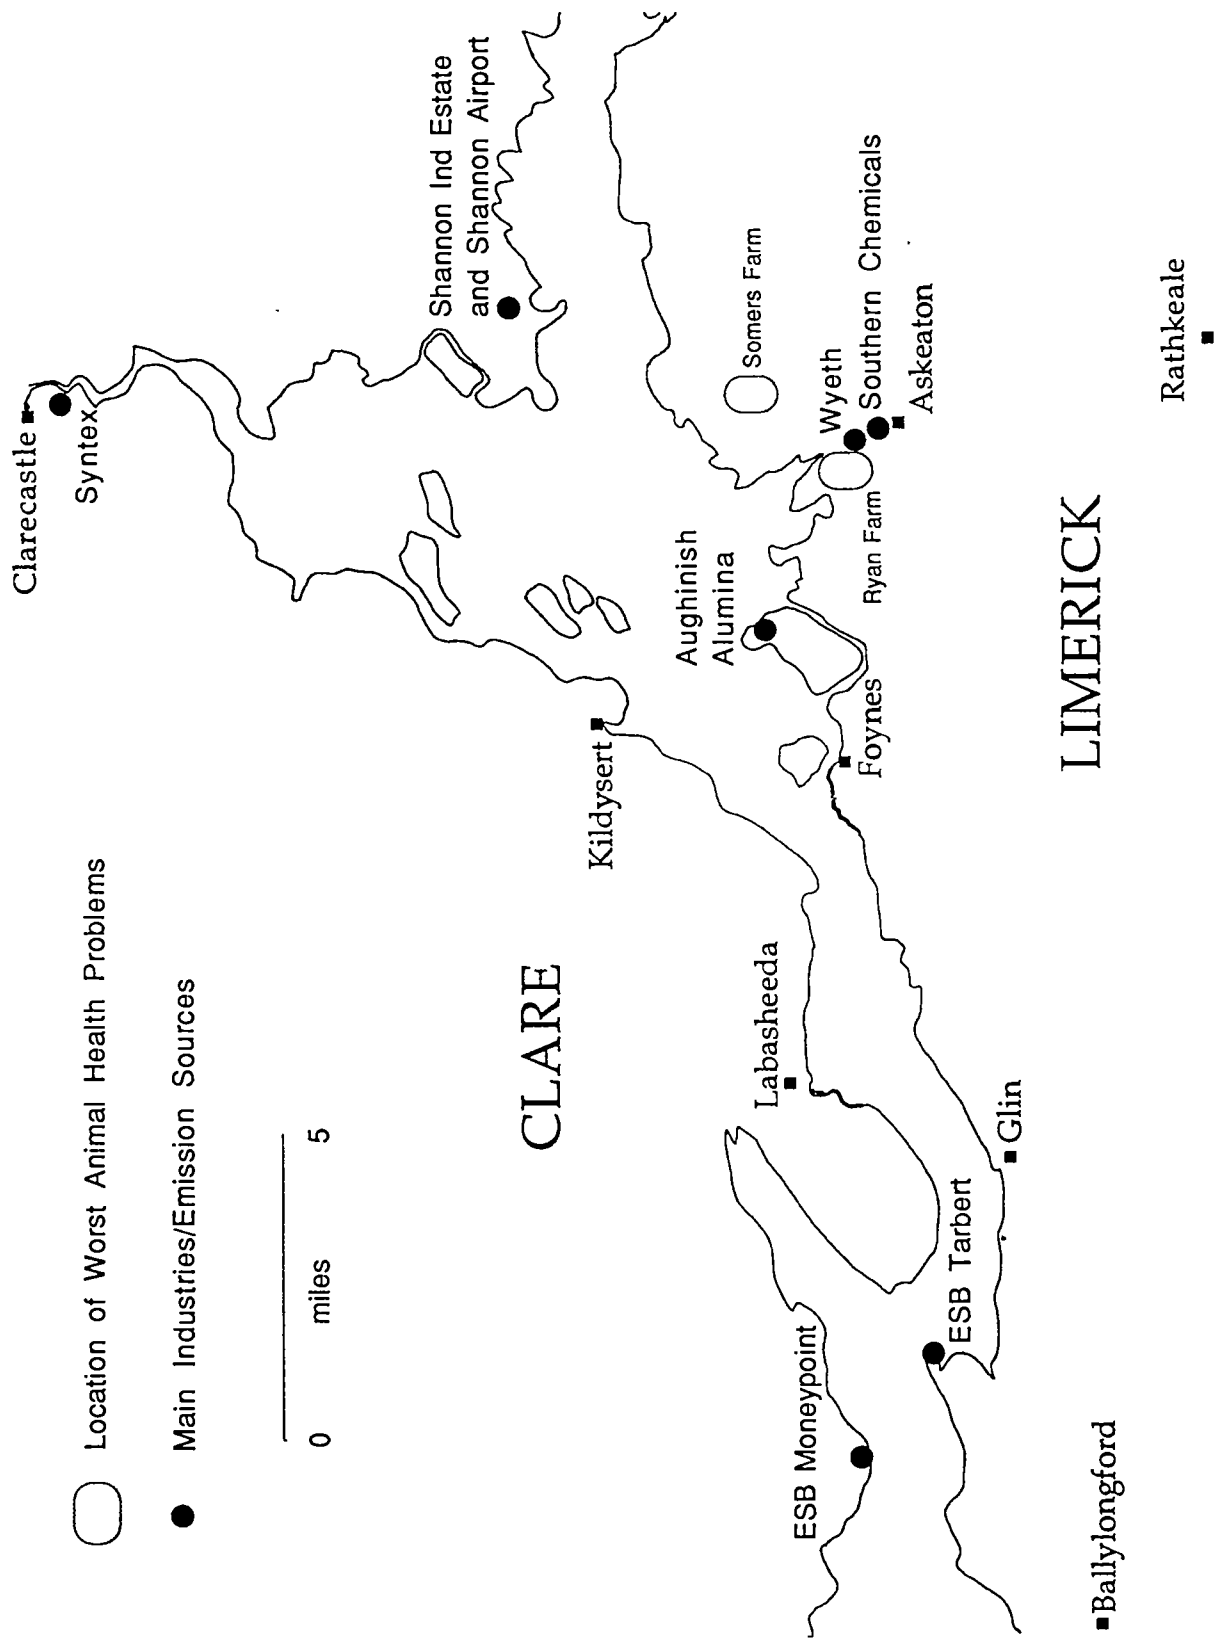 Location of Worst Animal Health Problems
Main Industries/Emission Sources
0 5
miles
Clarecastle
Syntex
Shannon Ind Estate
and Shannon Airport
CLARE
Kildysert
Labasheeda
Somers Farm
Aughinish
Alumina
Wyeth
Southern Chemicals
Askeaton
Ryan Farm
Foynes
ESB Moneypoint
ESB Tarbert
Glin
LIMERICK
Rathkeale
Ballylongford